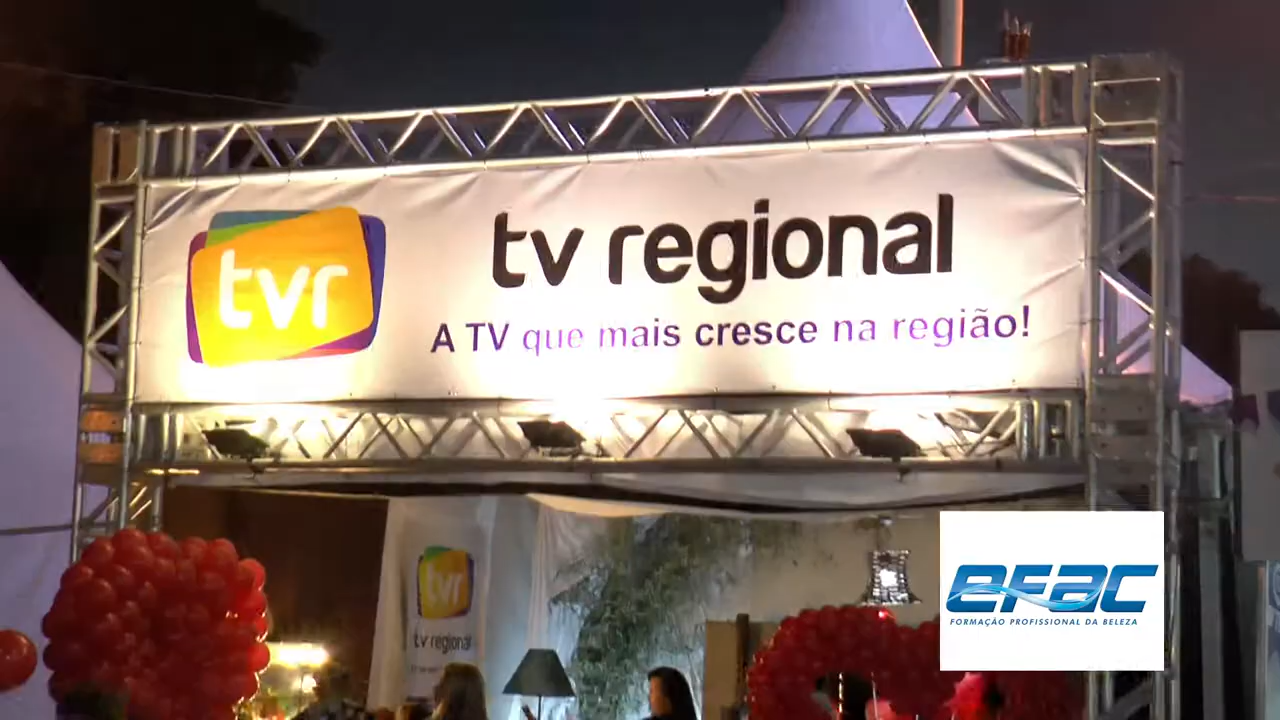 tvr
tv regional
A TV que mais cresce na região!
tvr
tv regional
efac
FORMAÇÃO PROFISSIONAL DA BELEZA